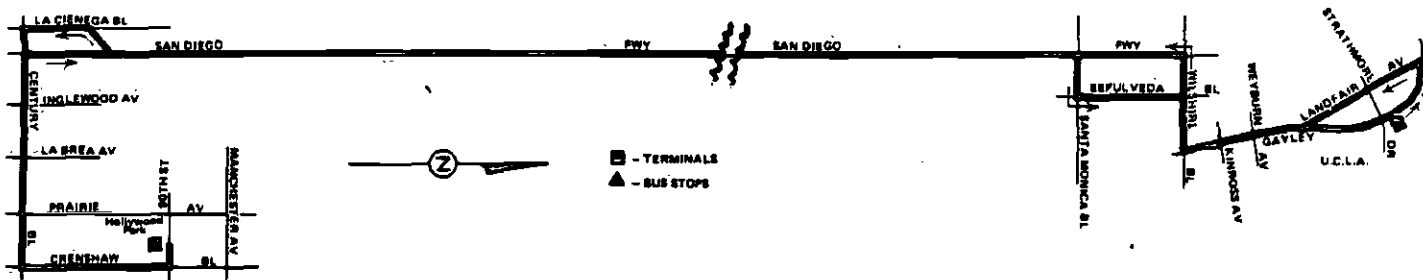 LA CIENEGA BL
SAN DIEGO FWY
SAN DIEGO FWY
CENTURY BL
INGLEWOOD AV
LA BREA AV
PRAIRIE AV
Hollywood
Park
90TH ST
MANCHESTER AV
CRENSHAW BL
N
- TERMINALS
- BUS STOPS
SEPULVEDA BL
SANTA MONICA BL
WILSHIRE BL
KINROSS AV
WEYBURN AV
GAYLEY
LANDFAIR AV
STRATHMORE DR
U.C.L.A.